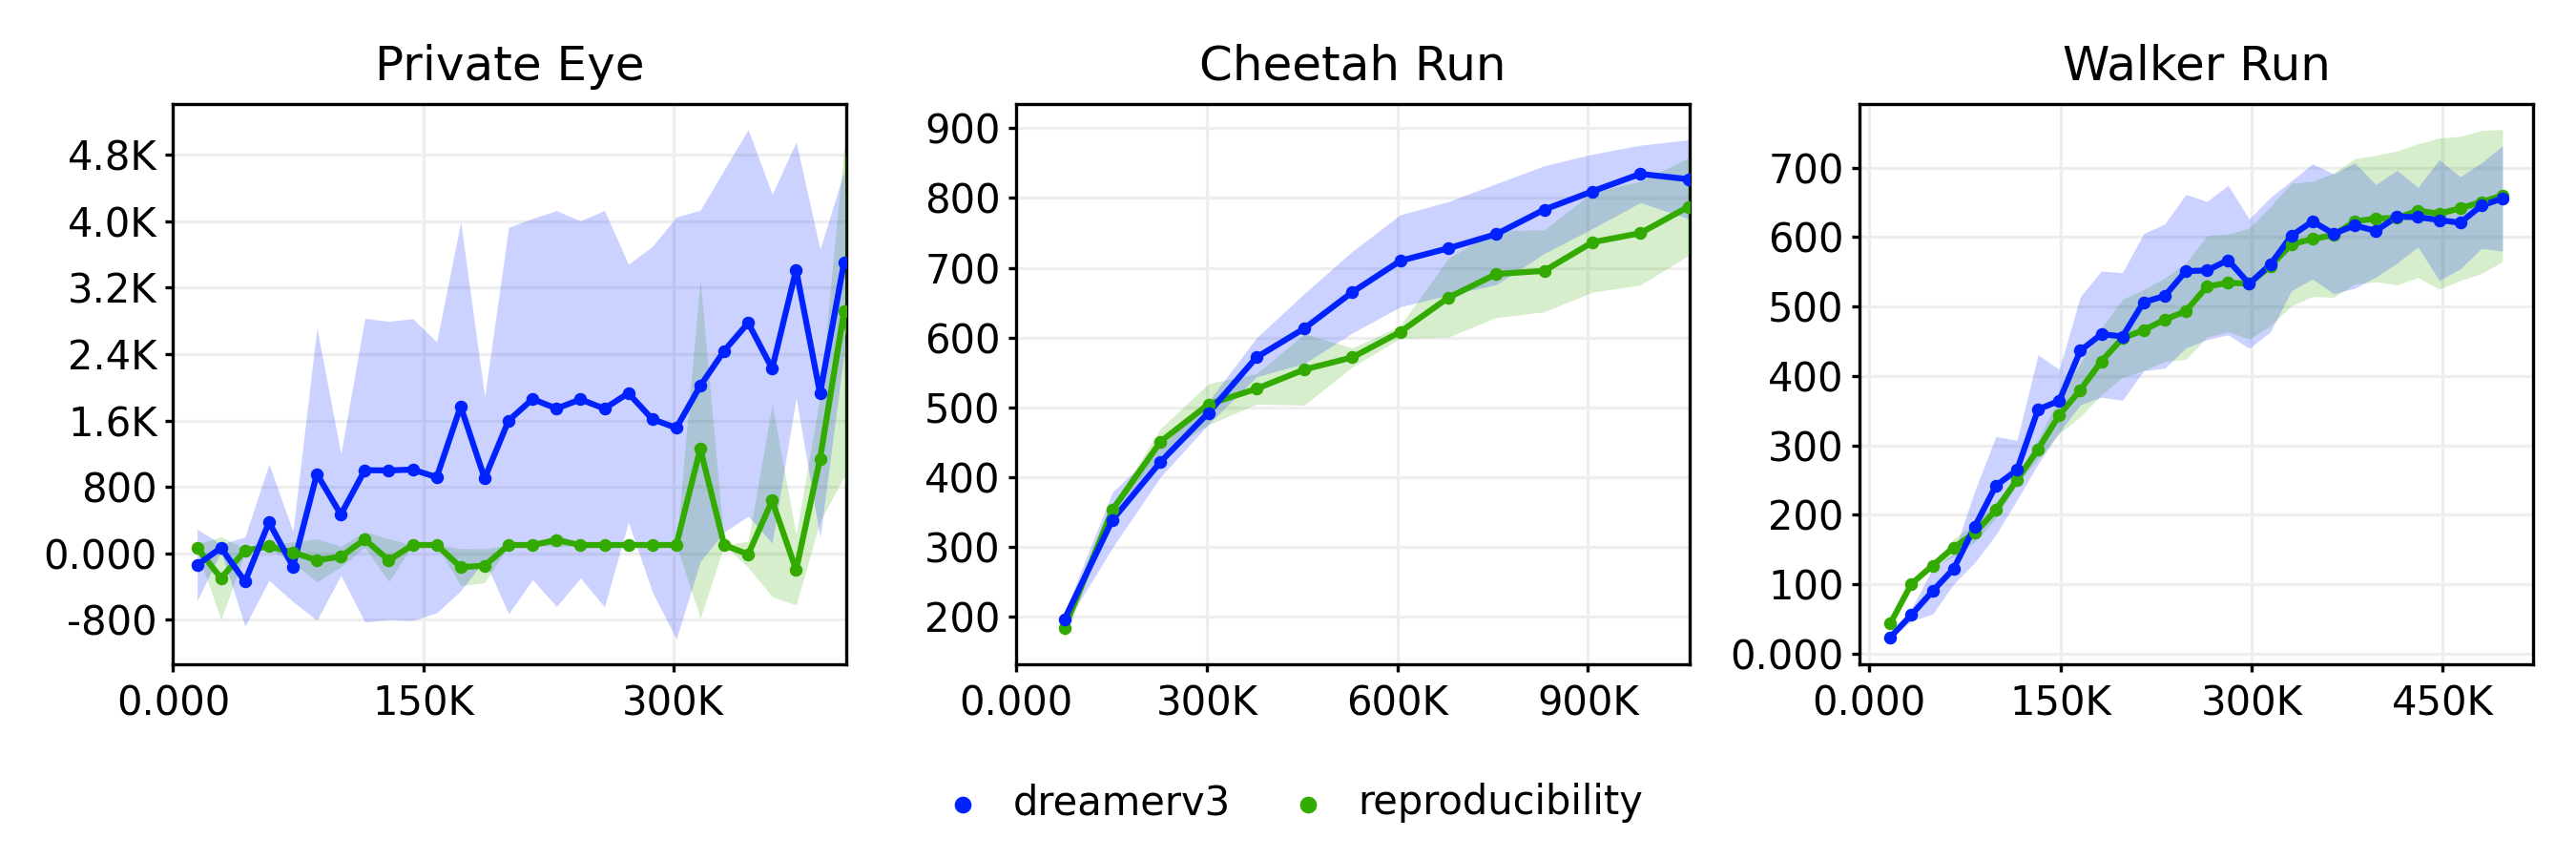 Private Eye
4.8K
4.0K
3.2K
2.4K
1.6K
800
0.000
-800
0.000 150K 300K
Cheetah Run
900
800
700
600
500
400
300
200
0.000 300K 600K 900K
Walker Run
700
600
500
400
300
200
100
0.000
0.000 150K 300K 450K
dreamerv3 reproducibility